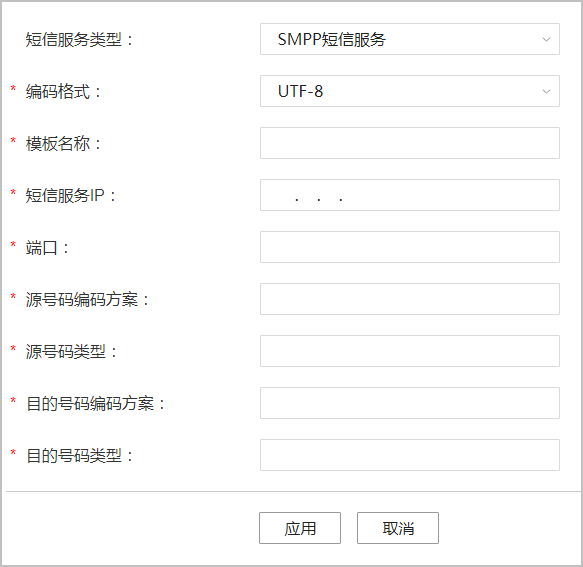 短信服务类型： SMPP短信服务
* 编码格式： UTF-8
* 模板名称：
* 短信服务IP： . . .
* 端口：
* 源号码编码方案：
* 源号码类型：
* 目的号码编码方案：
* 目的号码类型：
应用 取消